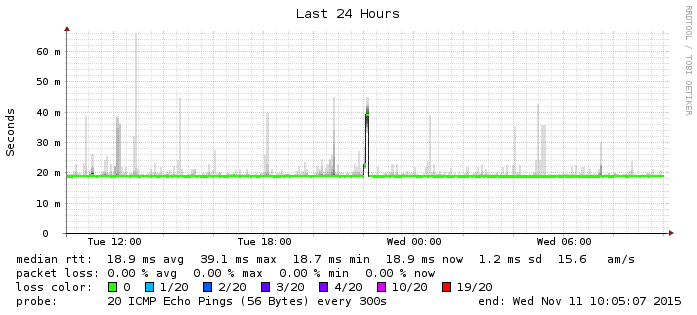 Last 24 Hours
RRDTOOL / TOBI OETIKER
Seconds
60 m
50 m
40 m
30 m
20 m
10 m
0
Tue 12:00 Tue 18:00 Wed 00:00 Wed 06:00
median rtt: 18.9 ms avg 39.1 ms max 18.7 ms min 18.9 ms now 1.2 ms sd 15.6 am/s
packet loss: 0.00 % avg 0.00 % max 0.00 % min 0.00 % now
loss color: 0 1/20 2/20 3/20 4/20 10/20 19/20
probe: 20 ICMP Echo Pings (56 Bytes) every 300s end: Wed Nov 11 10:05:07 2015